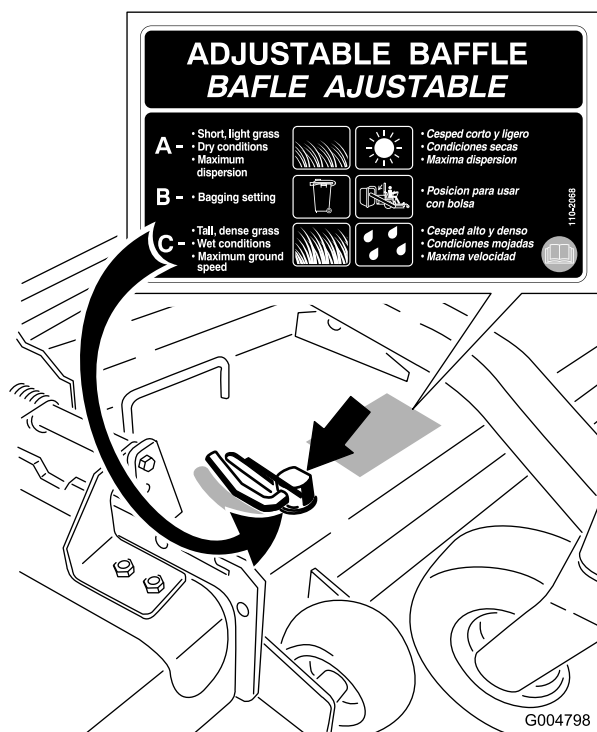 ADJUSTABLE BAFFLE
BAFLE AJUSTABLE
A -
• Short, light grass
• Dry conditions
• Maximum
dispersion
• Cesped corto y ligero
• Condiciones secas
• Maxima dispersion
B -
• Bagging setting
• Posicion para usar
con bolsa
C -
• Tall, dense grass
• Wet conditions
• Maximum ground
speed
• Cesped alto y denso
• Condiciones mojadas
• Maxima velocidad
110-2068
G004798